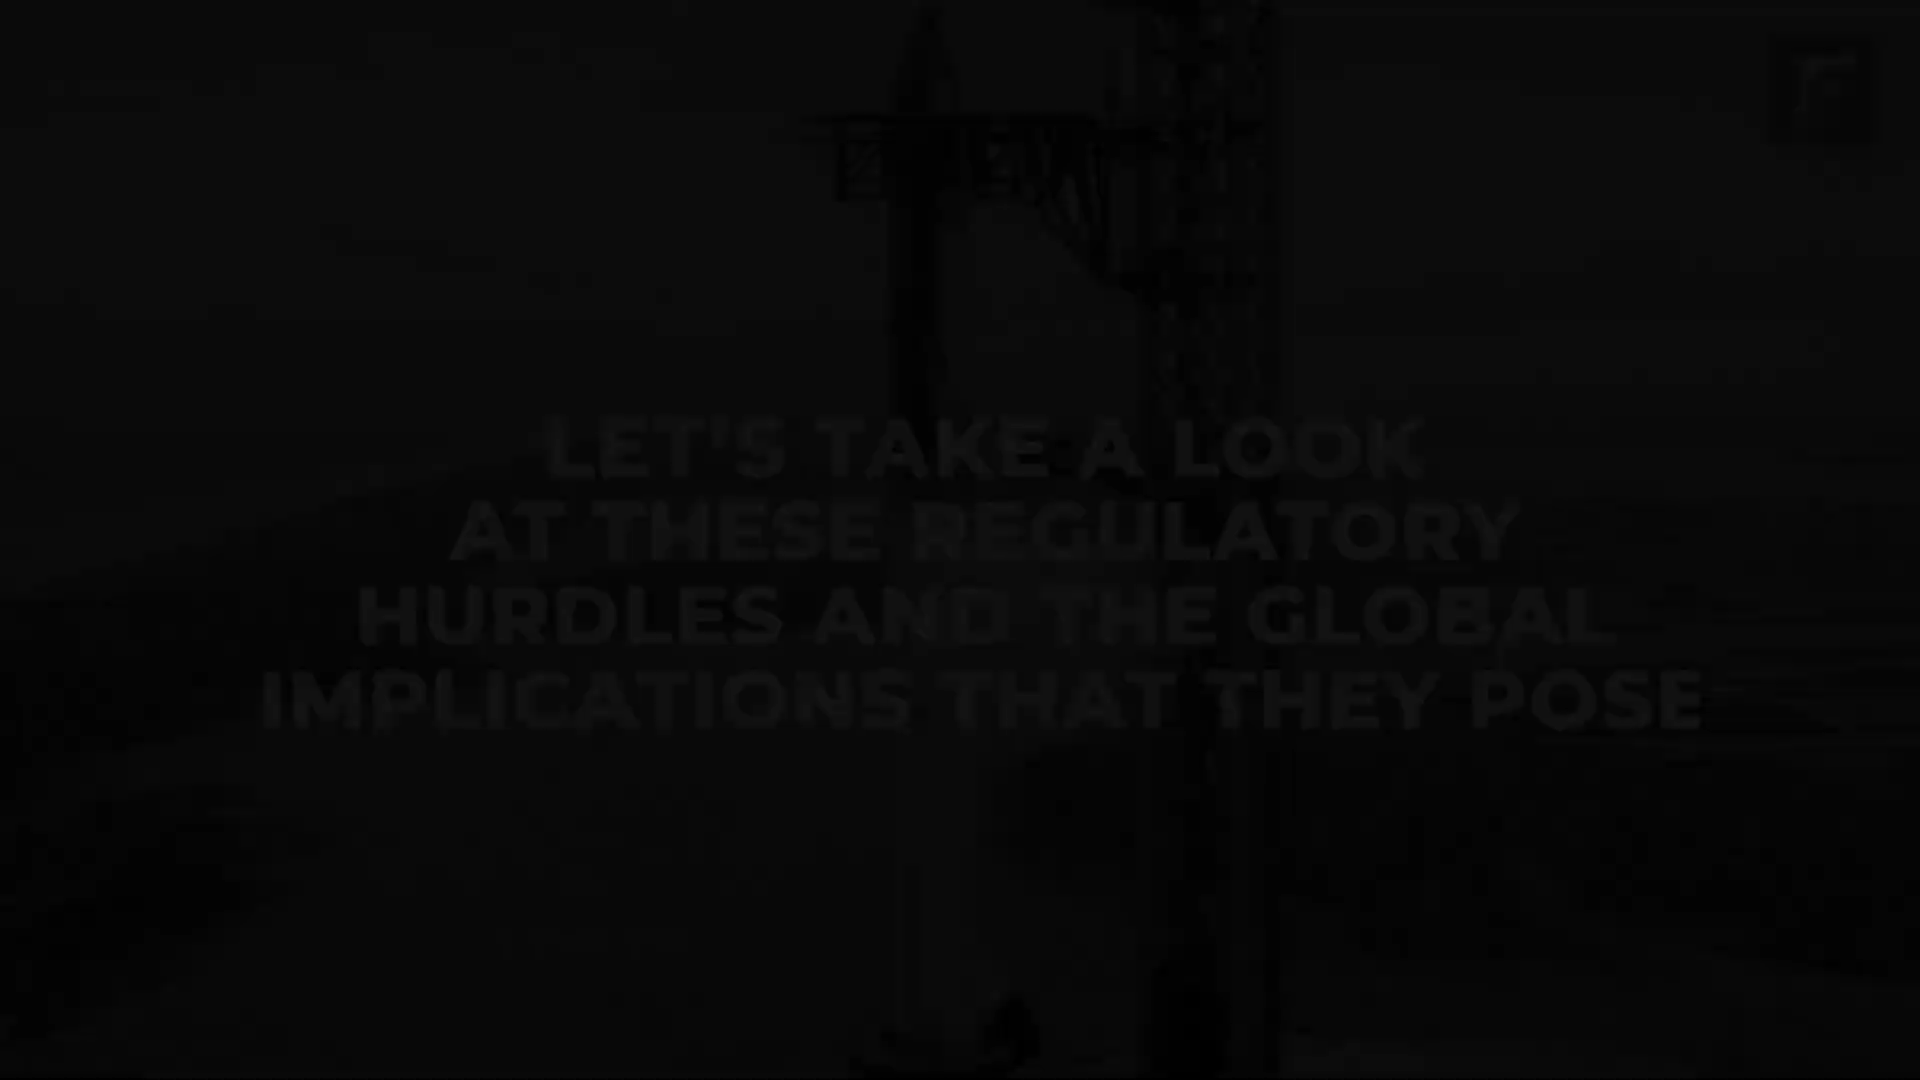 LET'S TAKE A LOOK
AT THESE REGULATORY
HURDLES AND THE GLOBAL
IMPLICATIONS THAT THEY POSE